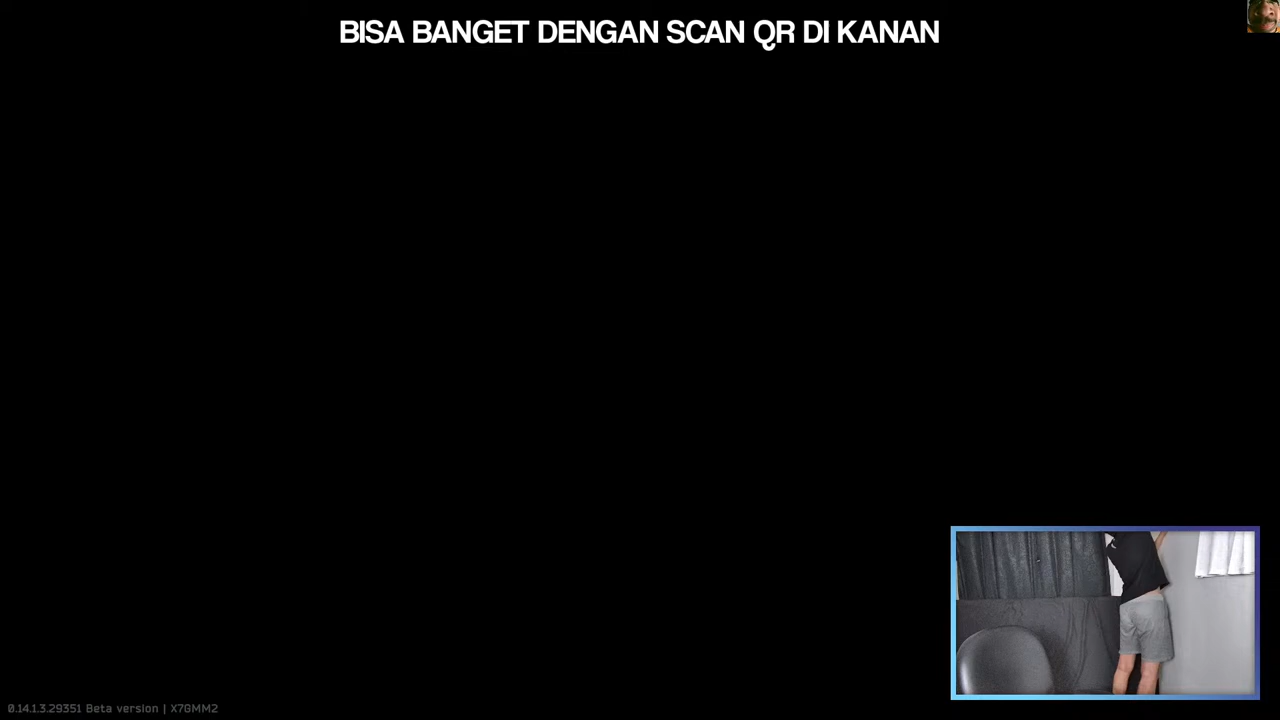 BISA BANGET DENGAN SCAN QR DI KANAN
0.14.1.3.29351 Beta version | X7GMM2